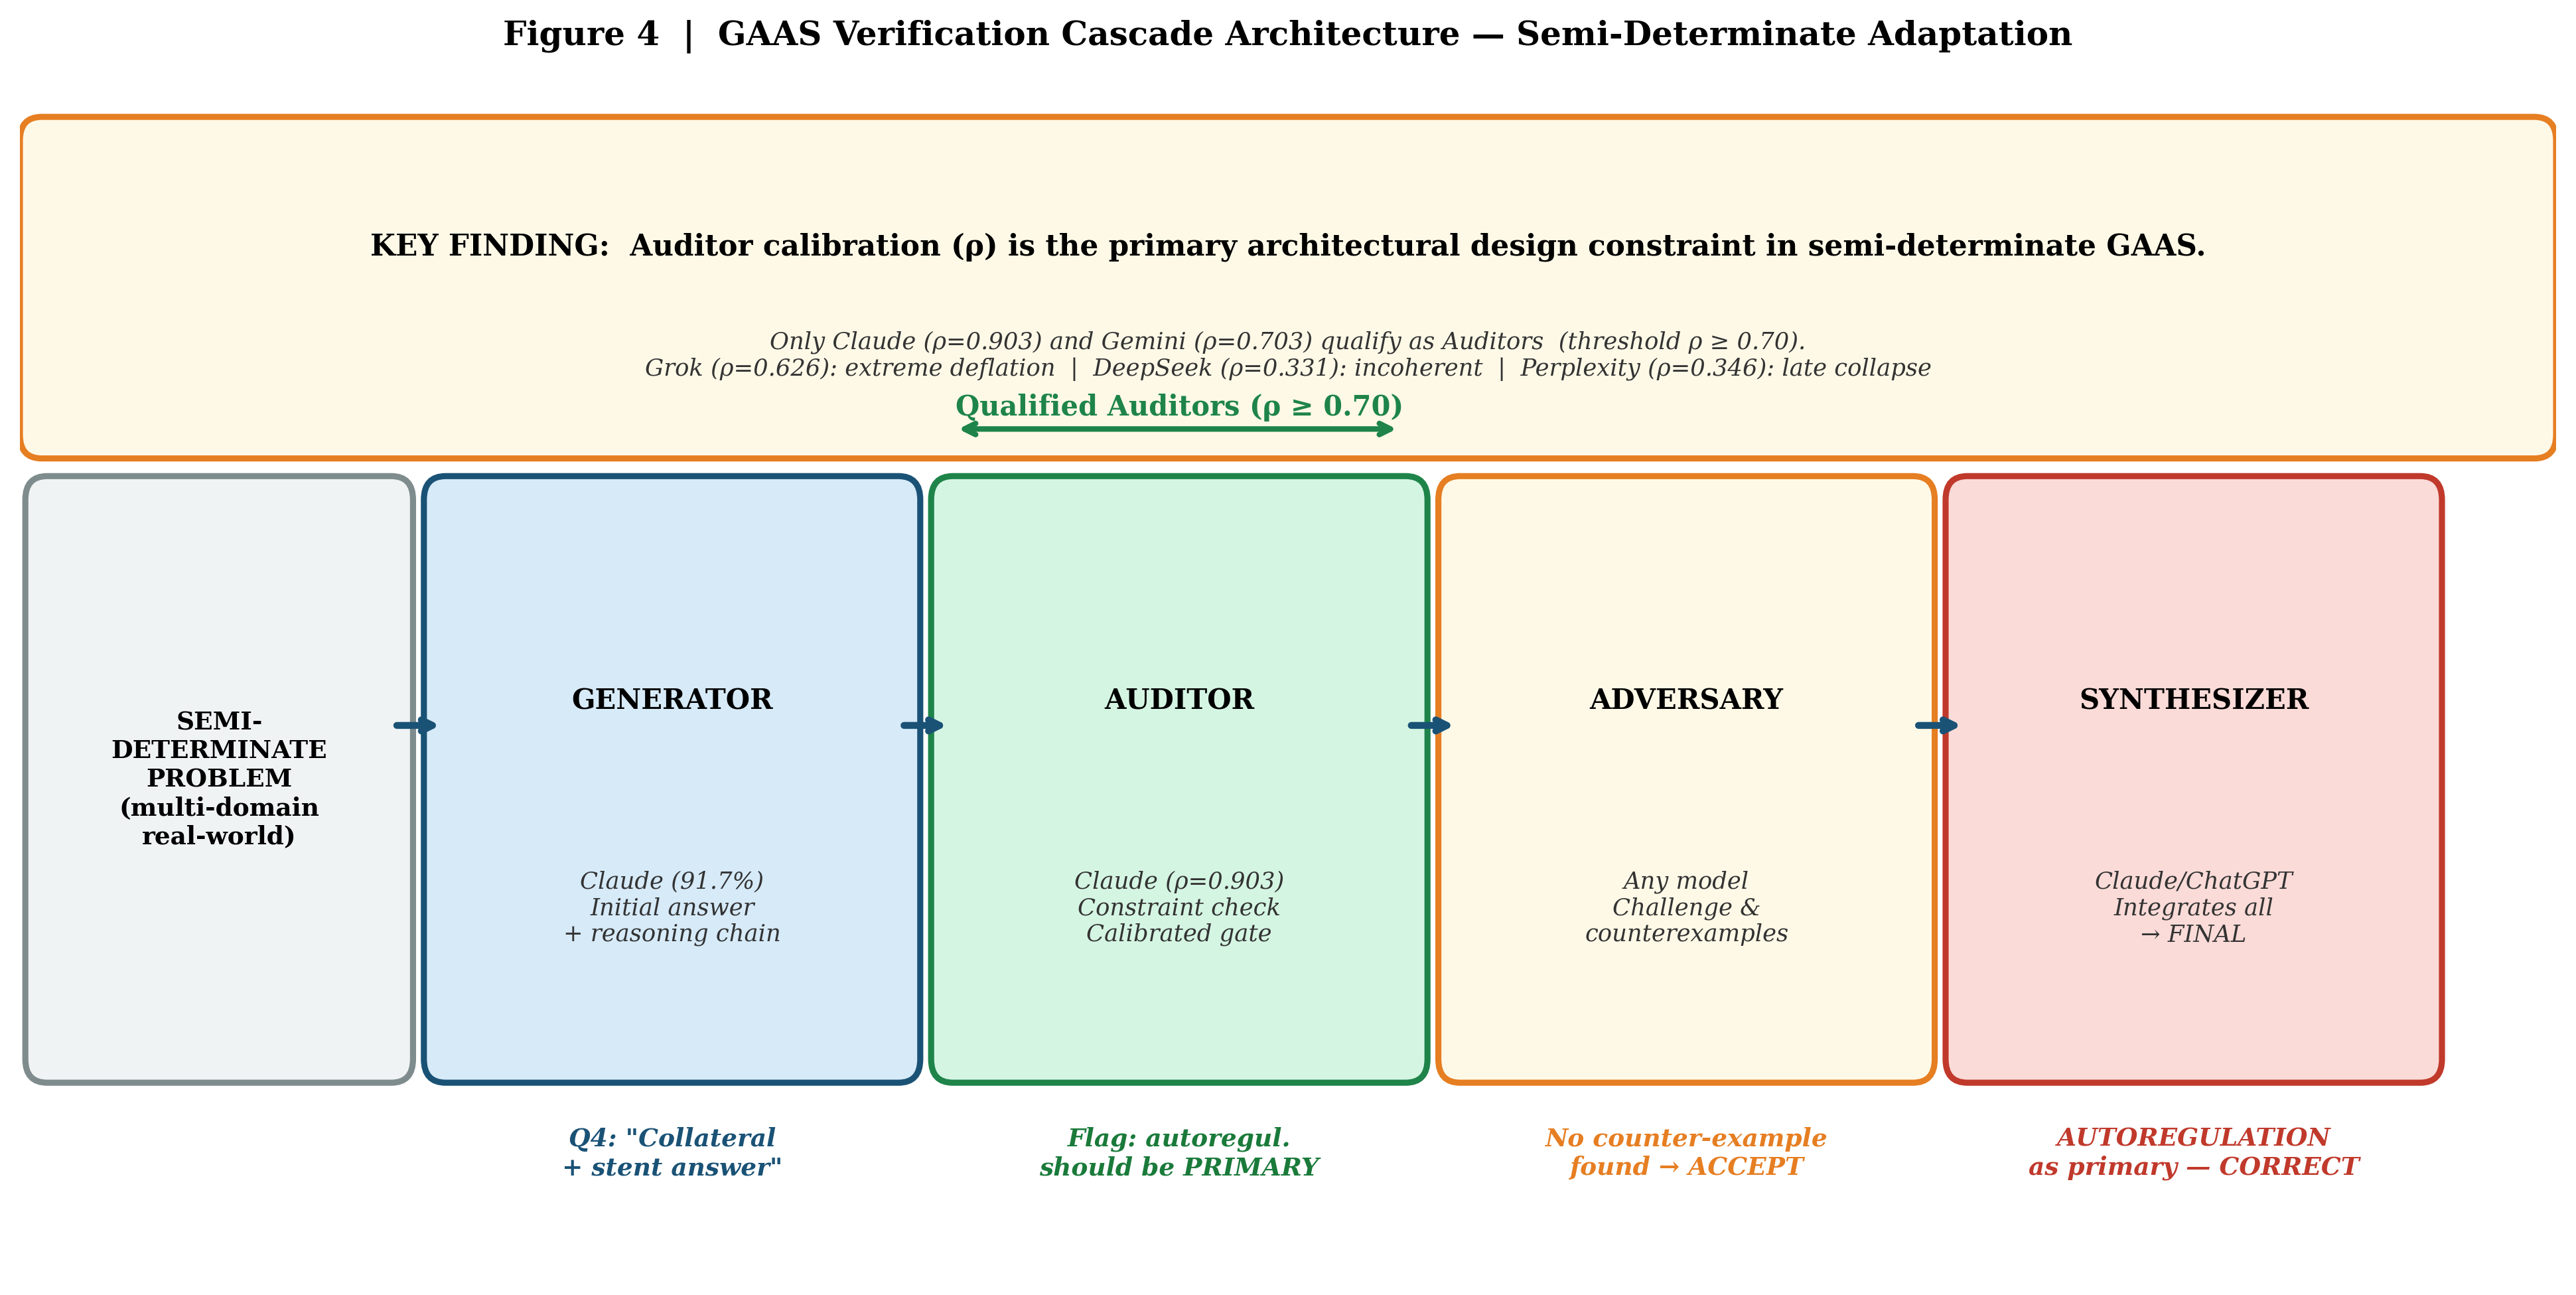 Figure 4 | GAAS Verification Cascade Architecture — Semi-Determinate Adaptation
KEY FINDING: Auditor calibration (ρ) is the primary architectural design constraint in semi-determinate GAAS.
Only Claude (ρ=0.903) and Gemini (ρ=0.703) qualify as Auditors (threshold ρ ≥ 0.70).
Grok (ρ=0.626): extreme deflation | DeepSeek (ρ=0.331): incoherent | Perplexity (ρ=0.346): late collapse
Qualified Auditors (ρ ≥ 0.70)
SEMI-
DETERMINATE
PROBLEM
(multi-domain
real-world)
GENERATOR
Claude (91.7%)
Initial answer
+ reasoning chain
Q4: "Collateral
+ stent answer"
AUDITOR
Claude (ρ=0.903)
Constraint check
Calibrated gate
Flag: autoregul.
should be PRIMARY
ADVERSARY
Any model
Challenge &
counterexamples
No counter-example
found → ACCEPT
SYNTHESIZER
Claude/ChatGPT
Integrates all
→ FINAL
AUTOREGULATION
as primary — CORRECT